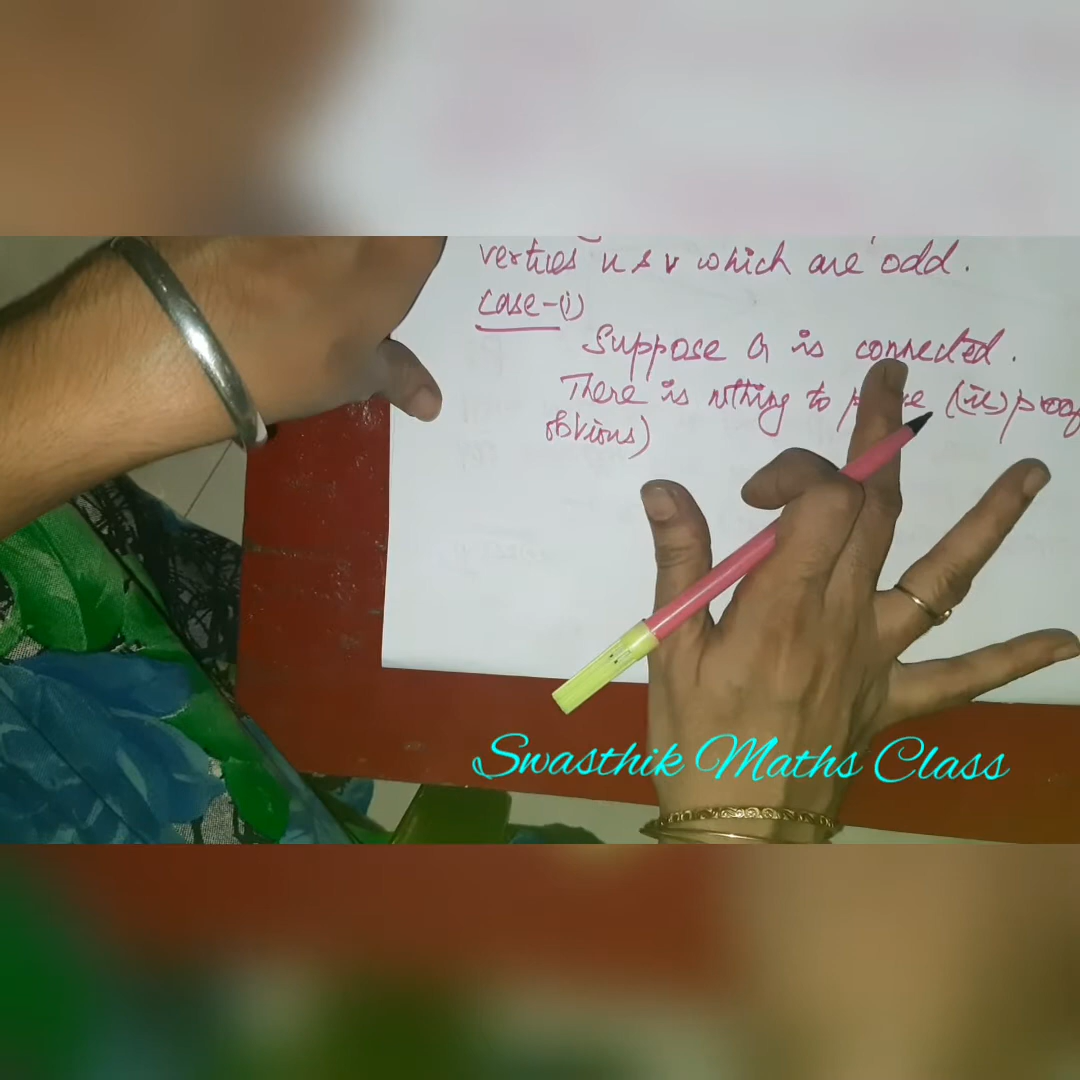 vertices u & v which are odd.
case-(i)
Suppose G is connected.
There is nothing to prove (ie) proof
obvious)
Swasthik Maths Class